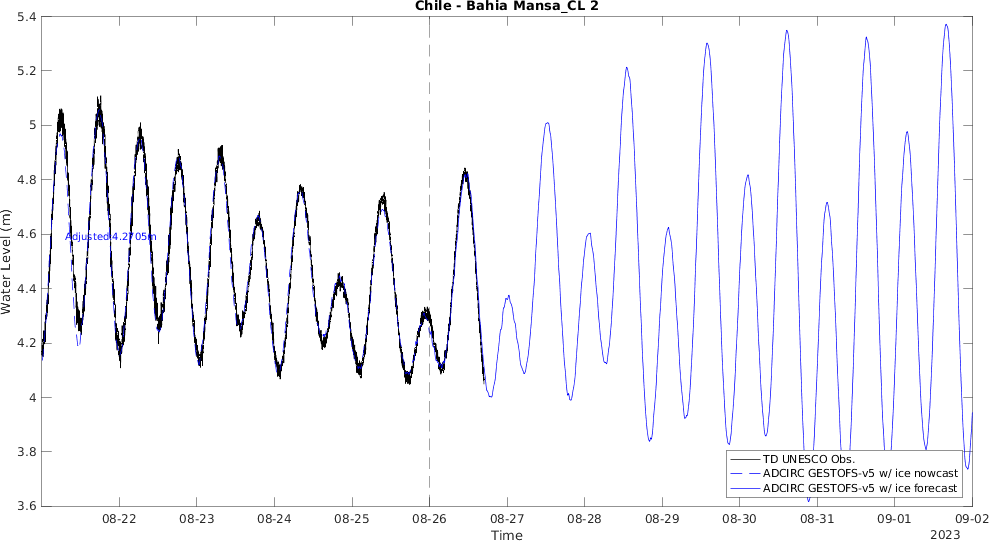 Chile - Bahia Mansa_CL 2
5.4
5.2
5
4.8
4.6
4.4
4.2
4
3.8
3.6
Water Level (m)
Adjusted 4.2705m
TD UNESCO Obs.
ADCIRC GESTOFS-v5 w/ ice nowcast
ADCIRC GESTOFS-v5 w/ ice forecast
08-22 08-23 08-24 08-25 08-26 08-27 08-28 08-29 08-30 08-31 09-01 09-02
Time
2023